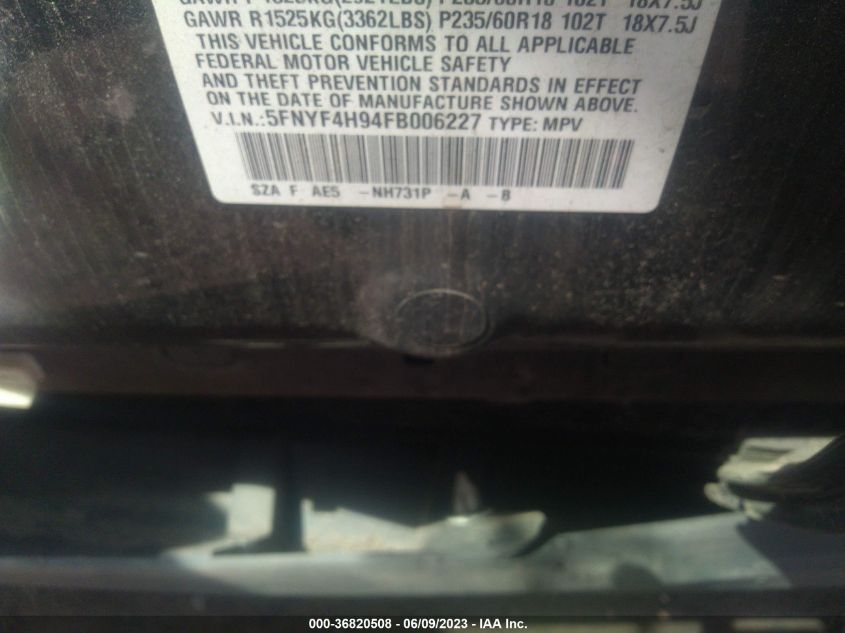 GAWR R1525KG(3362LBS) P235/60R18 102T 18X7.5J
THIS VEHICLE CONFORMS TO ALL APPLICABLE
FEDERAL MOTOR VEHICLE SAFETY
AND THEFT PREVENTION STANDARDS IN EFFECT
ON THE DATE OF MANUFACTURE SHOWN ABOVE.
V.I.N.:5FNYF4H94FB006227 TYPE: MPV
SZA F AE5 -NH731P -A -B
000-36820508 - 06/09/2023 - IAA Inc.